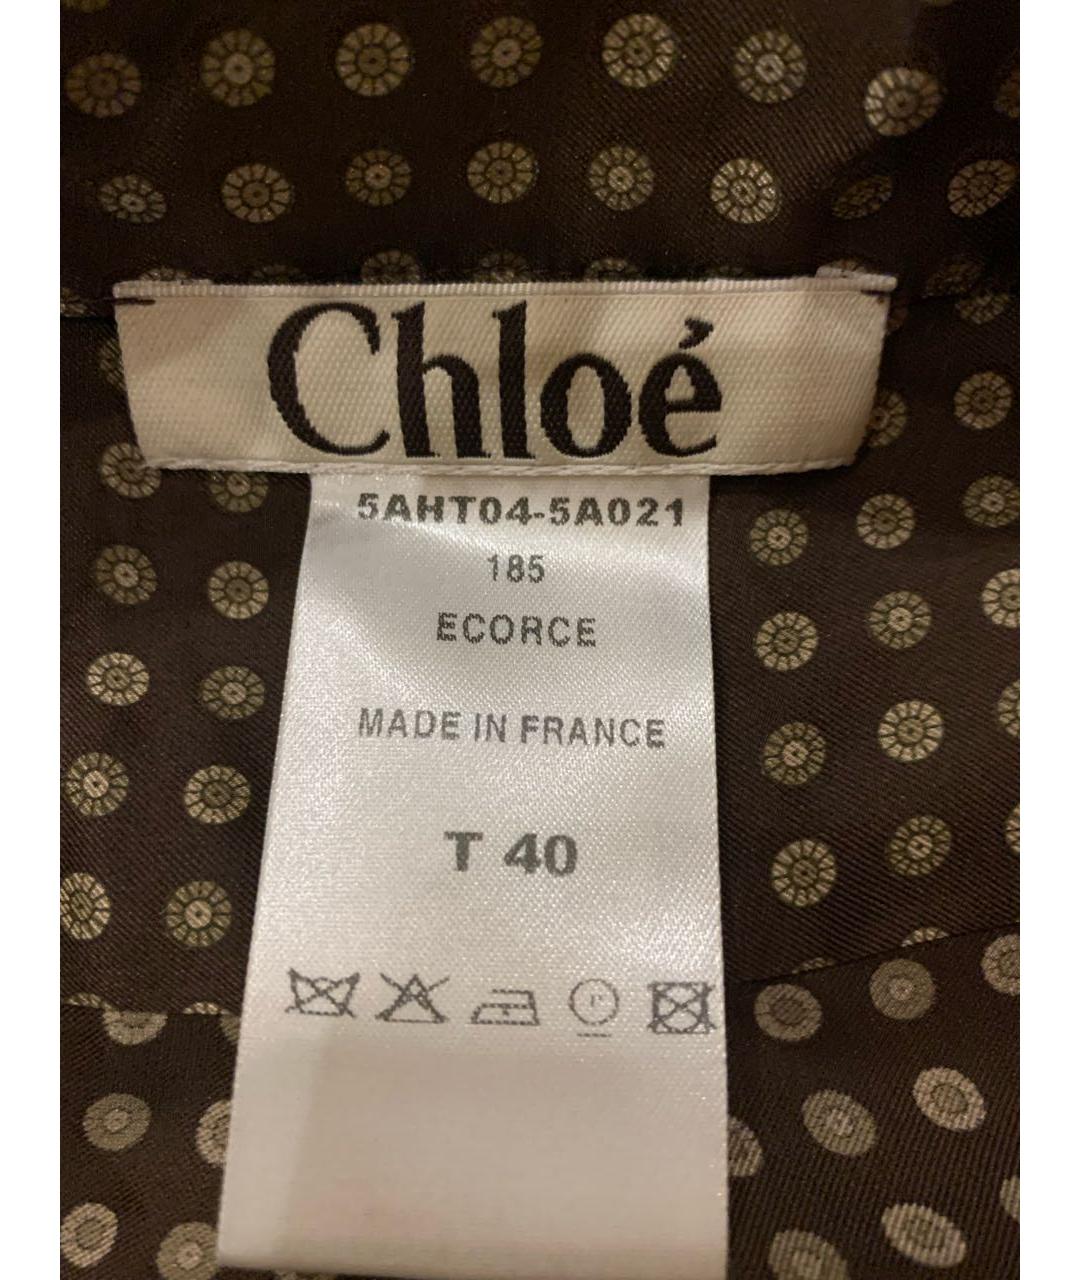 Chloé
5AHT04-5A021
185
ECORCE
MADE IN FRANCE
T 40
P